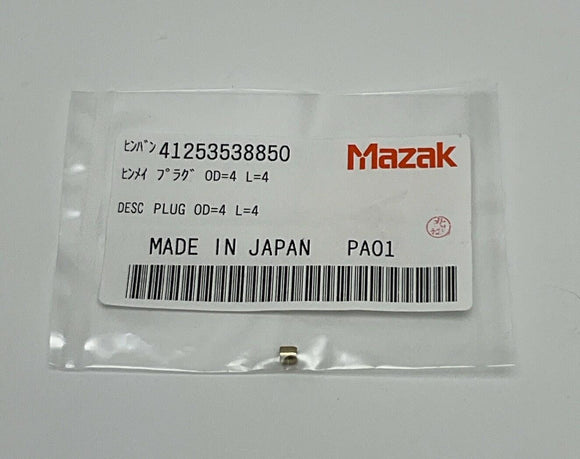 ﾋﾝﾊﾞﾝ 41253538850
Mazak
ﾋﾝﾒｲ ﾌﾟﾗｸﾞ OD=4 L=4
DESC PLUG OD=4 L=4
MADE IN JAPAN PA01